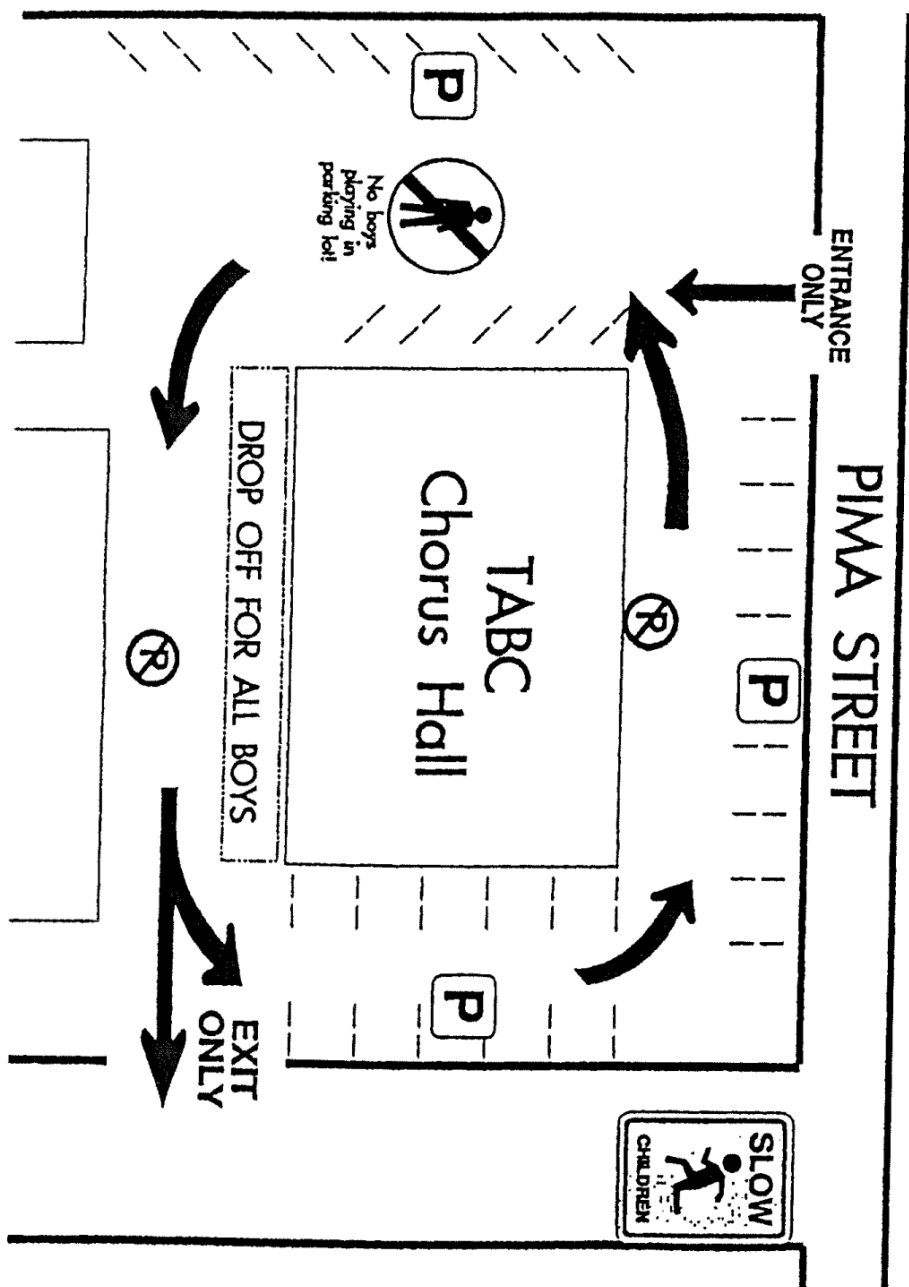 PIMA STREET
ENTRANCE
ONLY
SLOW
CHILDREN
P
P
TABC
Chorus Hall
P
P
No boys
playing in
parking lot!
DROP OFF FOR ALL BOYS
EXIT
ONLY
P